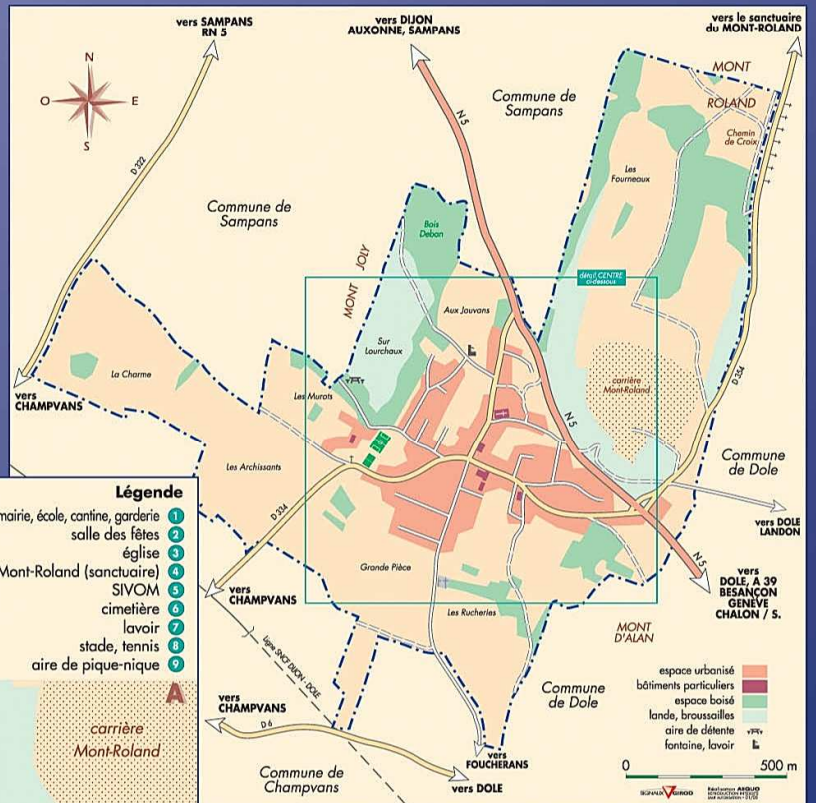 vers SAMPANS
RN 5
vers DIJON
AUXONNE, SAMPANS
vers le sanctuaire
du MONT-ROLAND
N
O
E
S
D 322
N5
Commune de
Sampans
MONT
ROLAND
Chemin
de Croix
Les
Fourneaux
Commune de
Sampans
Bois
Debon
MONT JOLY
détail CENTRE
ci-dessous
Aux Jouvans
Sur
Lourchaux
La Charme
carrière
Mont-Roland
D 354
vers
CHAMPVANS
Les Murots
N5
Commune
de Dole
Les Archissants
D 334
vers DOLE
LANDON
N5
Grande Pièce
vers
CHAMPVANS
Les Rucheries
vers
DOLE, A 39
BESANÇON
GENÈVE
CHALON / S.
MONT
D'ALAN
Ligne SNCF DIJON - DOLE
Commune
de Dole
vers
CHAMPVANS
D 6
vers
FOUCHERANS
vers DOLE
Commune de
Champvans
Légende
mairie, école, cantine, garderie 1
salle des fêtes 2
église 3
Mont-Roland (sanctuaire) 4
SIVOM 5
cimetière 6
lavoir 7
stade, tennis 8
aire de pique-nique 9
A
carrière
Mont-Roland
espace urbanisé
bâtiments particuliers
espace boisé
lande, broussailles
aire de détente
fontaine, lavoir
0 500 m
SIGNAUX GIROD